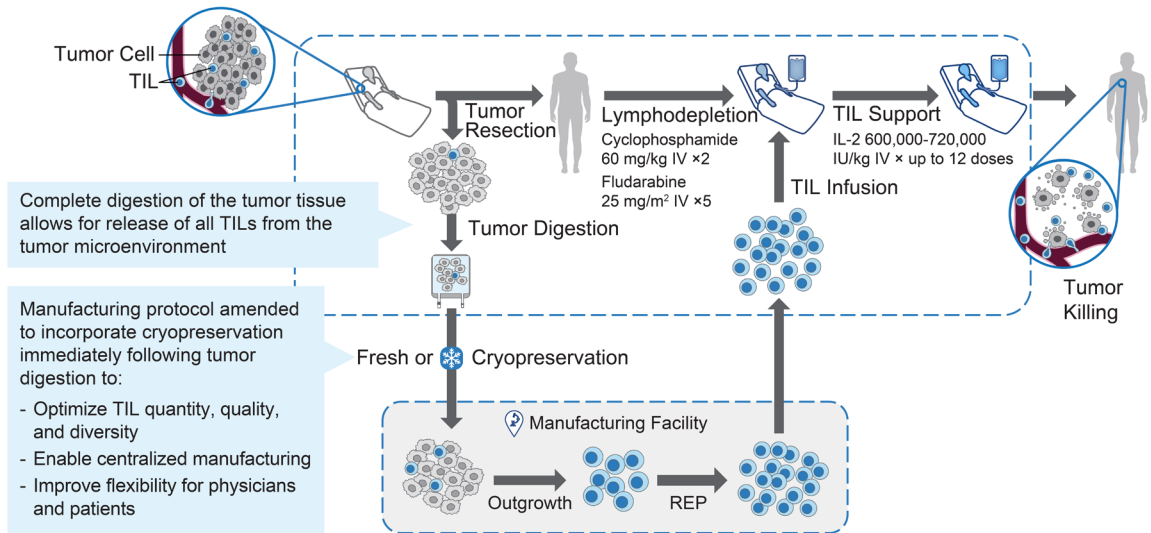 Tumor Cell
TIL
Tumor
Resection
Lymphodepletion
Cyclophosphamide
60 mg/kg IV ×2
Fludarabine
25 mg/m² IV ×5
TIL Support
IL-2 600,000-720,000
IU/kg IV × up to 12 doses
TIL Infusion
Complete digestion of the tumor tissue
allows for release of all TILs from the
tumor microenvironment
Tumor Digestion
Tumor
Killing
Manufacturing protocol amended
to incorporate cryopreservation
immediately following tumor
digestion to:
- Optimize TIL quantity, quality,
and diversity
- Enable centralized manufacturing
- Improve flexibility for physicians
and patients
Fresh or Cryopreservation
Manufacturing Facility
Outgrowth
REP